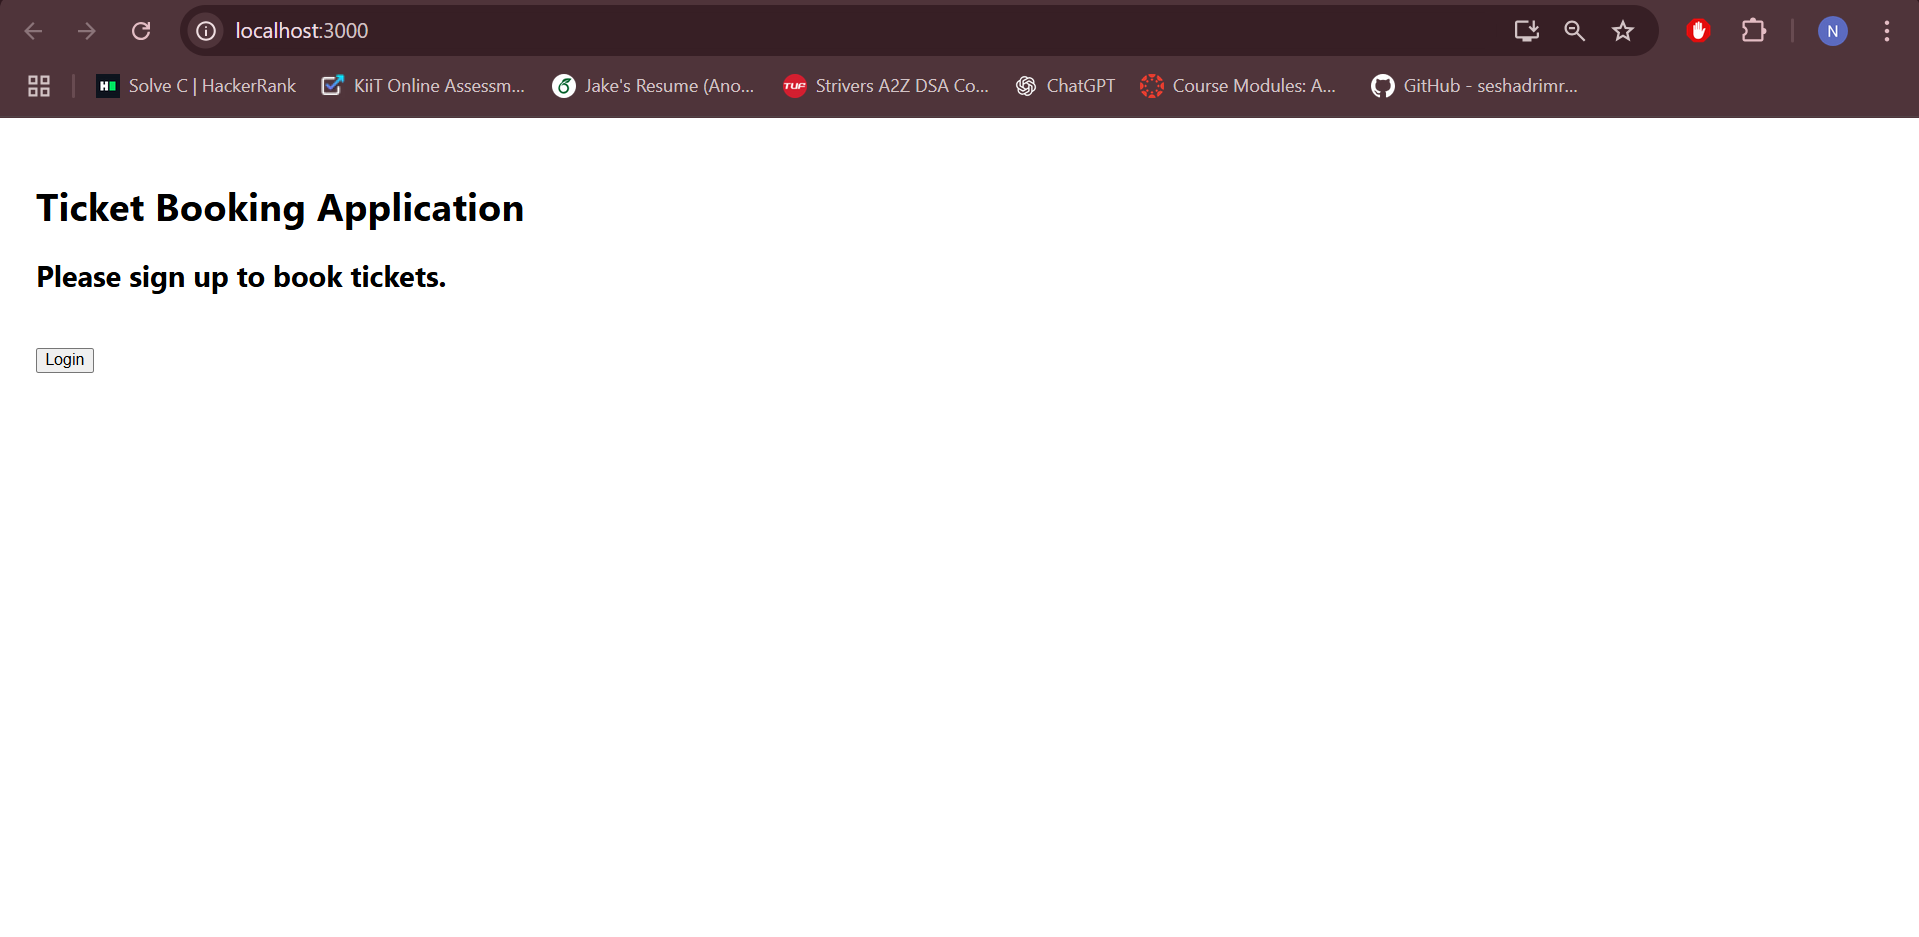 localhost:3000
N
Solve C | HackerRank
KiiT Online Assessm...
Jake's Resume (Ano...
TUF
Strivers A2Z DSA Co...
ChatGPT
Course Modules: A...
GitHub - seshadrimr...
Ticket Booking Application
Please sign up to book tickets.
Login